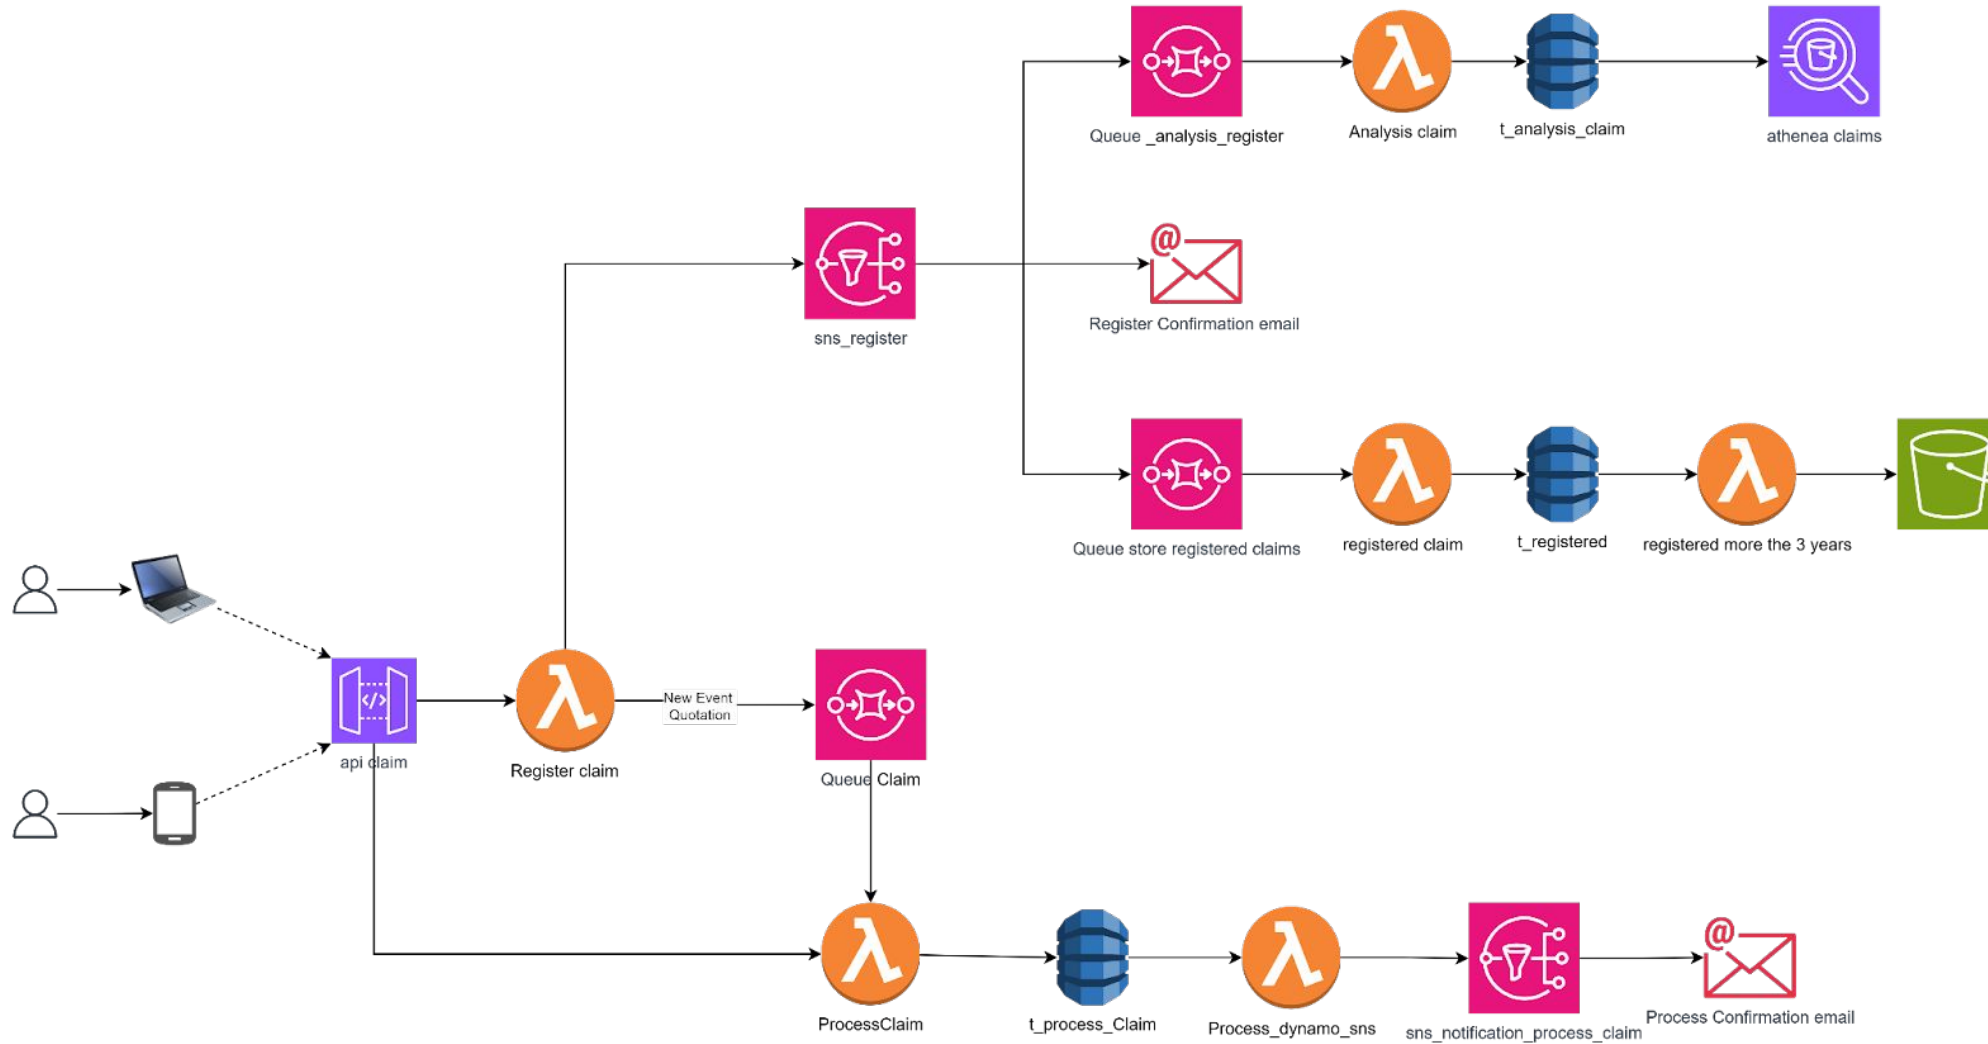 Queue _analysis_register
Analysis claim
t_analysis_claim
athenea claims
Register Confirmation email
sns_register
Queue store registered claims
registered claim
t_registered
registered more the 3 years
New Event
Quotation
api claim
Register claim
Queue Claim
ProcessClaim
t_process_Claim
Process_dynamo_sns
sns_notification_process_claim
Process Confirmation email